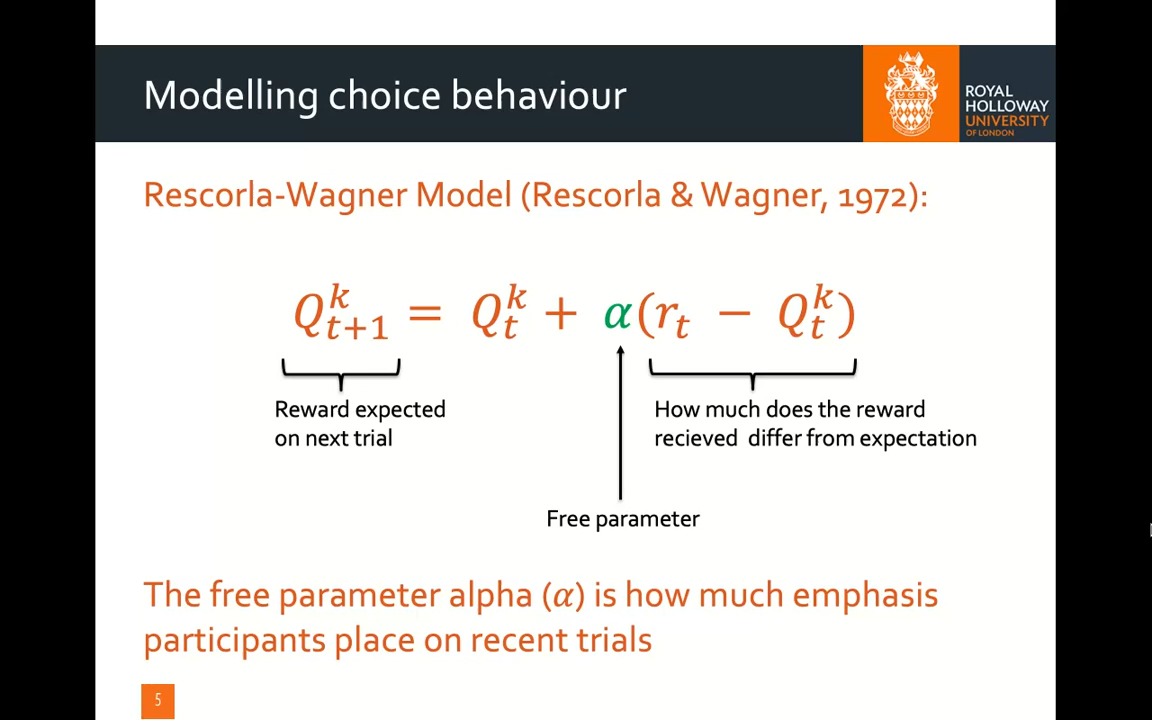 Modelling choice behaviour
ROYAL
HOLLOWAY
UNIVERSITY
OF LONDON
Rescorla-Wagner Model (Rescorla & Wagner, 1972):
Q^k_{t+1} = Q^k_t + α(r_t − Q^k_t)
Reward expected
on next trial
How much does the reward
recieved differ from expectation
Free parameter
The free parameter alpha (α) is how much emphasis
participants place on recent trials
5